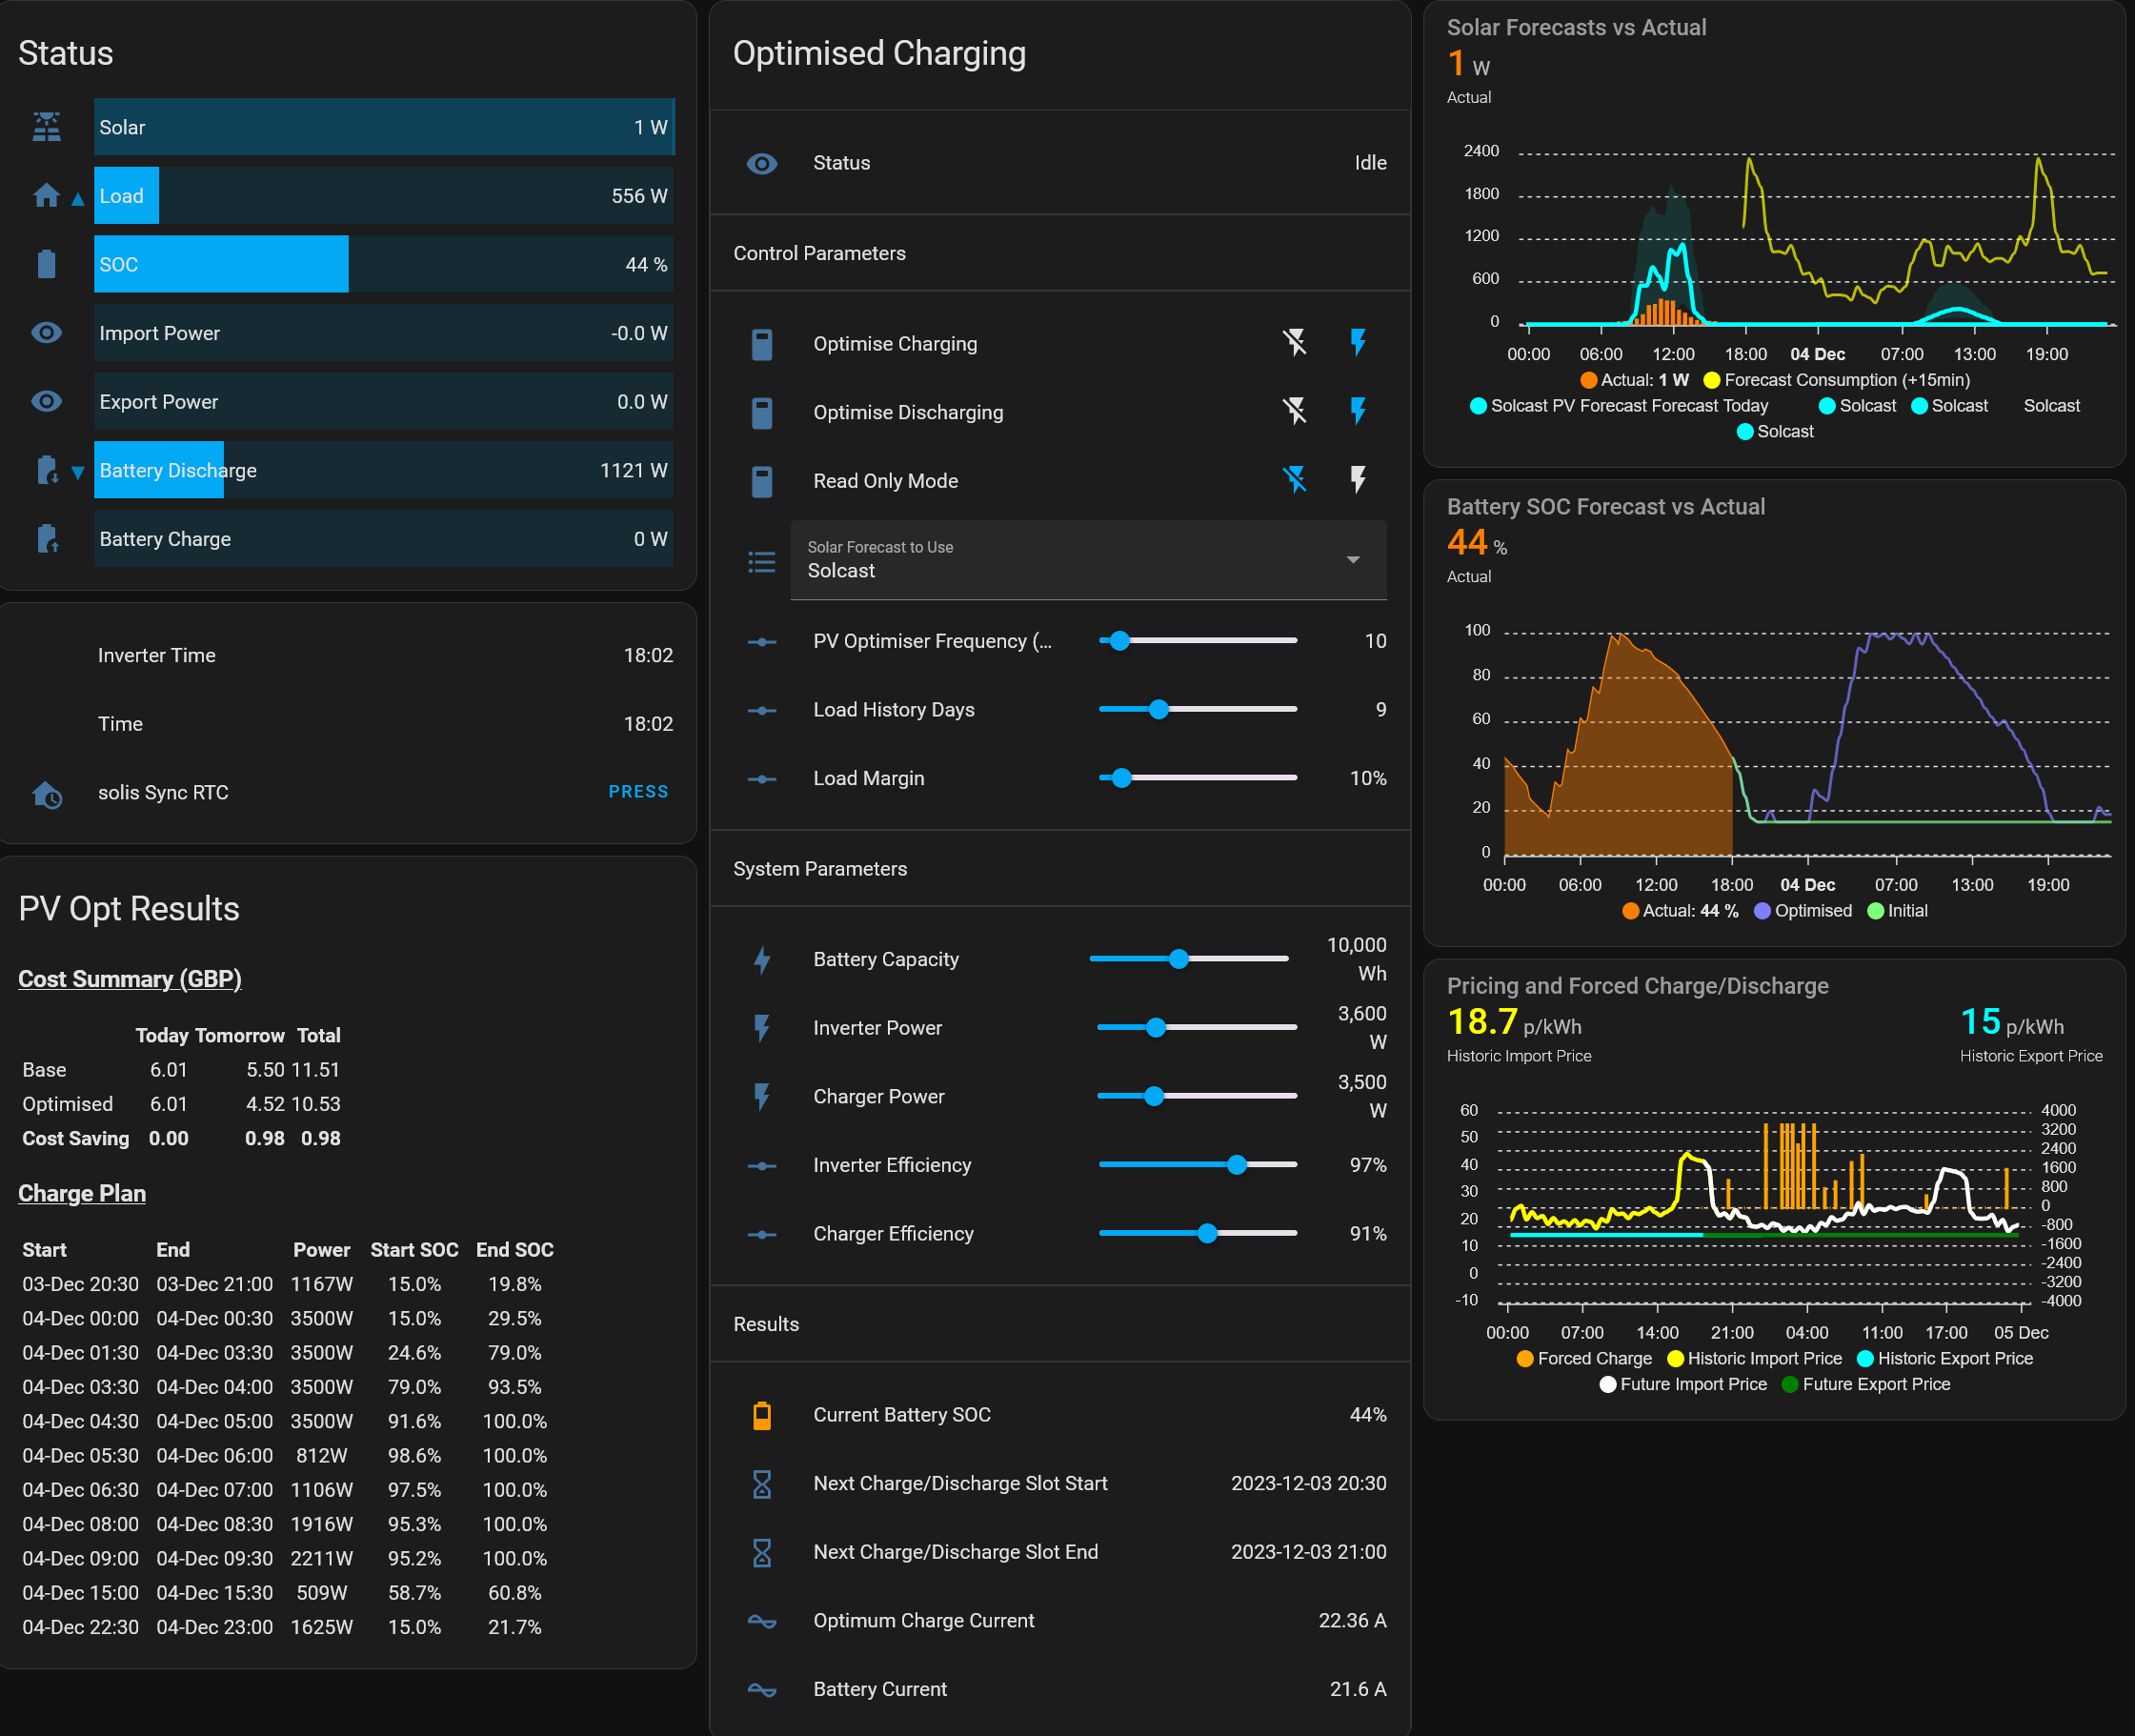 Status
Solar 1 W
Load 556 W
SOC 44 %
Import Power -0.0 W
Export Power 0.0 W
Battery Discharge 1121 W
Battery Charge 0 W
Inverter Time 18:02
Time 18:02
solis Sync RTC PRESS
PV Opt Results
Cost Summary (GBP)
Today Tomorrow Total
Base 6.01 5.50 11.51
Optimised 6.01 4.52 10.53
Cost Saving 0.00 0.98 0.98
Charge Plan
Start End Power Start SOC End SOC
03-Dec 20:30 03-Dec 21:00 1167W 15.0% 19.8%
04-Dec 00:00 04-Dec 00:30 3500W 15.0% 29.5%
04-Dec 01:30 04-Dec 03:30 3500W 24.6% 79.0%
04-Dec 03:30 04-Dec 04:00 3500W 79.0% 93.5%
04-Dec 04:30 04-Dec 05:00 3500W 91.6% 100.0%
04-Dec 05:30 04-Dec 06:00 812W 98.6% 100.0%
04-Dec 06:30 04-Dec 07:00 1106W 97.5% 100.0%
04-Dec 08:00 04-Dec 08:30 1916W 95.3% 100.0%
04-Dec 09:00 04-Dec 09:30 2211W 95.2% 100.0%
04-Dec 15:00 04-Dec 15:30 509W 58.7% 60.8%
04-Dec 22:30 04-Dec 23:00 1625W 15.0% 21.7%
Optimised Charging
Status Idle
Control Parameters
Optimise Charging
Optimise Discharging
Read Only Mode
Solar Forecast to Use
Solcast
PV Optimiser Frequency (... 10
Load History Days 9
Load Margin 10%
System Parameters
Battery Capacity 10,000
Wh
Inverter Power 3,600
W
Charger Power 3,500
W
Inverter Efficiency 97%
Charger Efficiency 91%
Results
Current Battery SOC 44%
Next Charge/Discharge Slot Start 2023-12-03 20:30
Next Charge/Discharge Slot End 2023-12-03 21:00
Optimum Charge Current 22.36 A
Battery Current 21.6 A
Solar Forecasts vs Actual
1 W
Actual
2400
1800
1200
600
0
00:00 06:00 12:00 18:00 04 Dec 07:00 13:00 19:00
Actual: 1 W Forecast Consumption (+15min)
Solcast PV Forecast Forecast Today Solcast Solcast Solcast
Solcast
Battery SOC Forecast vs Actual
44 %
Actual
100
80
60
40
20
0
00:00 06:00 12:00 18:00 04 Dec 07:00 13:00 19:00
Actual: 44 % Optimised Initial
Pricing and Forced Charge/Discharge
18.7 p/kWh 15 p/kWh
Historic Import Price Historic Export Price
60 4000
3200
50
2400
40 1600
30 800
0
20 -800
10 -1600
-2400
0
-3200
-10 -4000
00:00 07:00 14:00 21:00 04:00 11:00 17:00 05 Dec
Forced Charge Historic Import Price Historic Export Price
Future Import Price Future Export Price